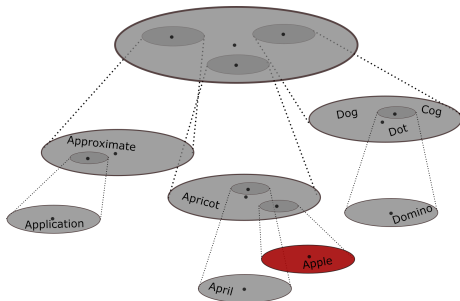 Dog
Cog
Dot
Approximate
Apricot
Application
Domino
Apple
April